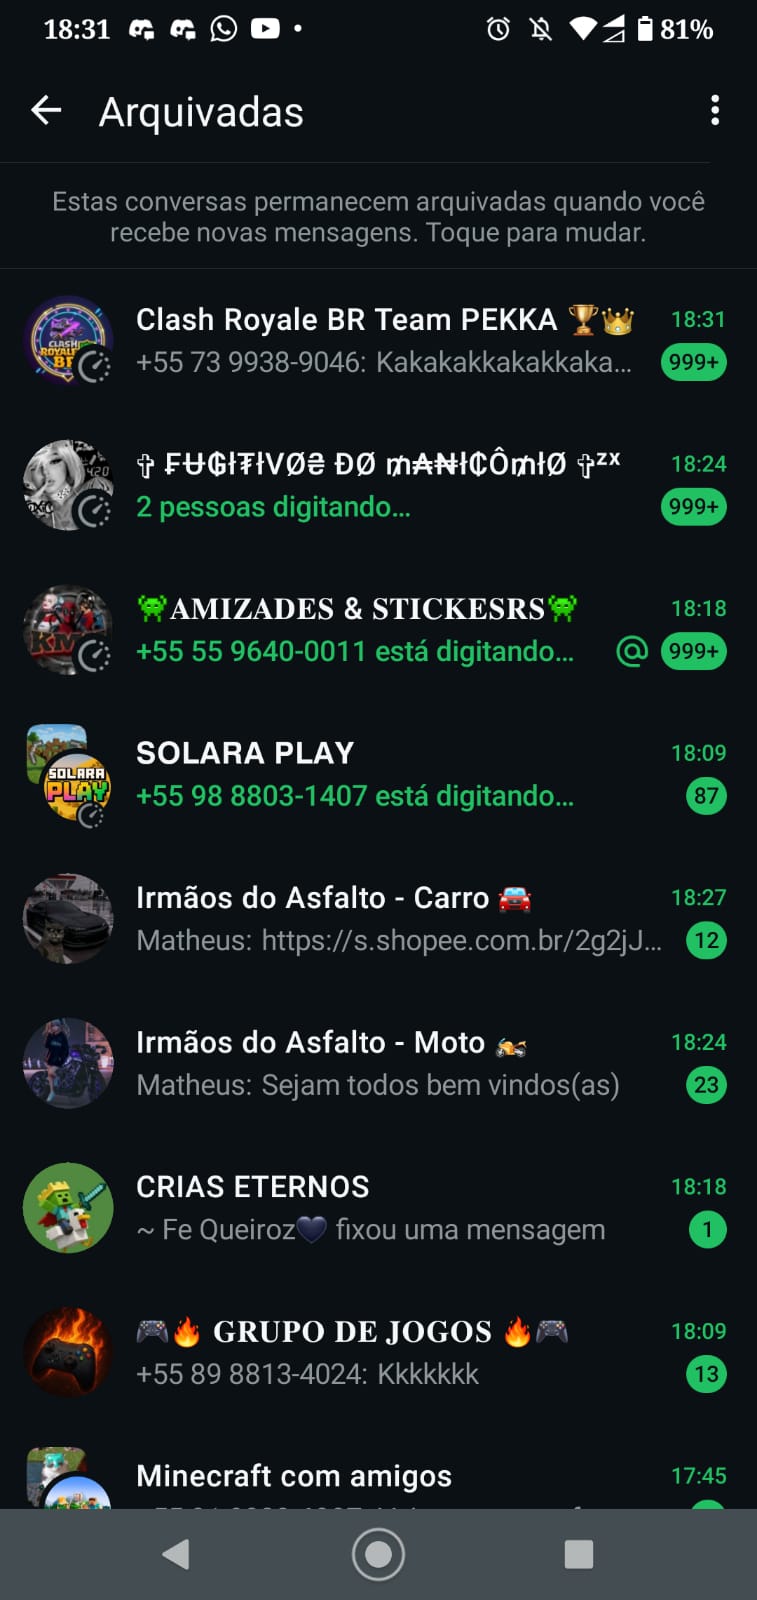 18:31 81%
Arquivadas
Estas conversas permanecem arquivadas quando você
recebe novas mensagens. Toque para mudar.
Clash Royale BR Team PEKKA 🏆👑 18:31
+55 73 9938-9046: Kakakakkakakkaka... 999+
✞ ₣Ʉ₲ł₮łVØ₴ ĐØ ₥₳₦ł₵Ô₥łØ ✞ᶻˣ 18:24
2 pessoas digitando... 999+
👾𝐀𝐌𝐈𝐙𝐀𝐃𝐄𝐒 & 𝐒𝐓𝐈𝐂𝐊𝐄𝐒𝐑𝐒👾 18:18
+55 55 9640-0011 está digitando... @ 999+
SOLARA PLAY 18:09
SOLARA
PLAY
+55 98 8803-1407 está digitando... 87
Irmãos do Asfalto - Carro 🚘 18:27
Matheus: https://s.shopee.com.br/2g2jJ... 12
Irmãos do Asfalto - Moto 🏍️ 18:24
Matheus: Sejam todos bem vindos(as) 23
CRIAS ETERNOS 18:18
~ Fe Queiroz🖤 fixou uma mensagem 1
🎮🔥 𝐆𝐑𝐔𝐏𝐎 𝐃𝐄 𝐉𝐎𝐆𝐎𝐒 🔥🎮 18:09
+55 89 8813-4024: Kkkkkkk 13
Minecraft com amigos 17:45